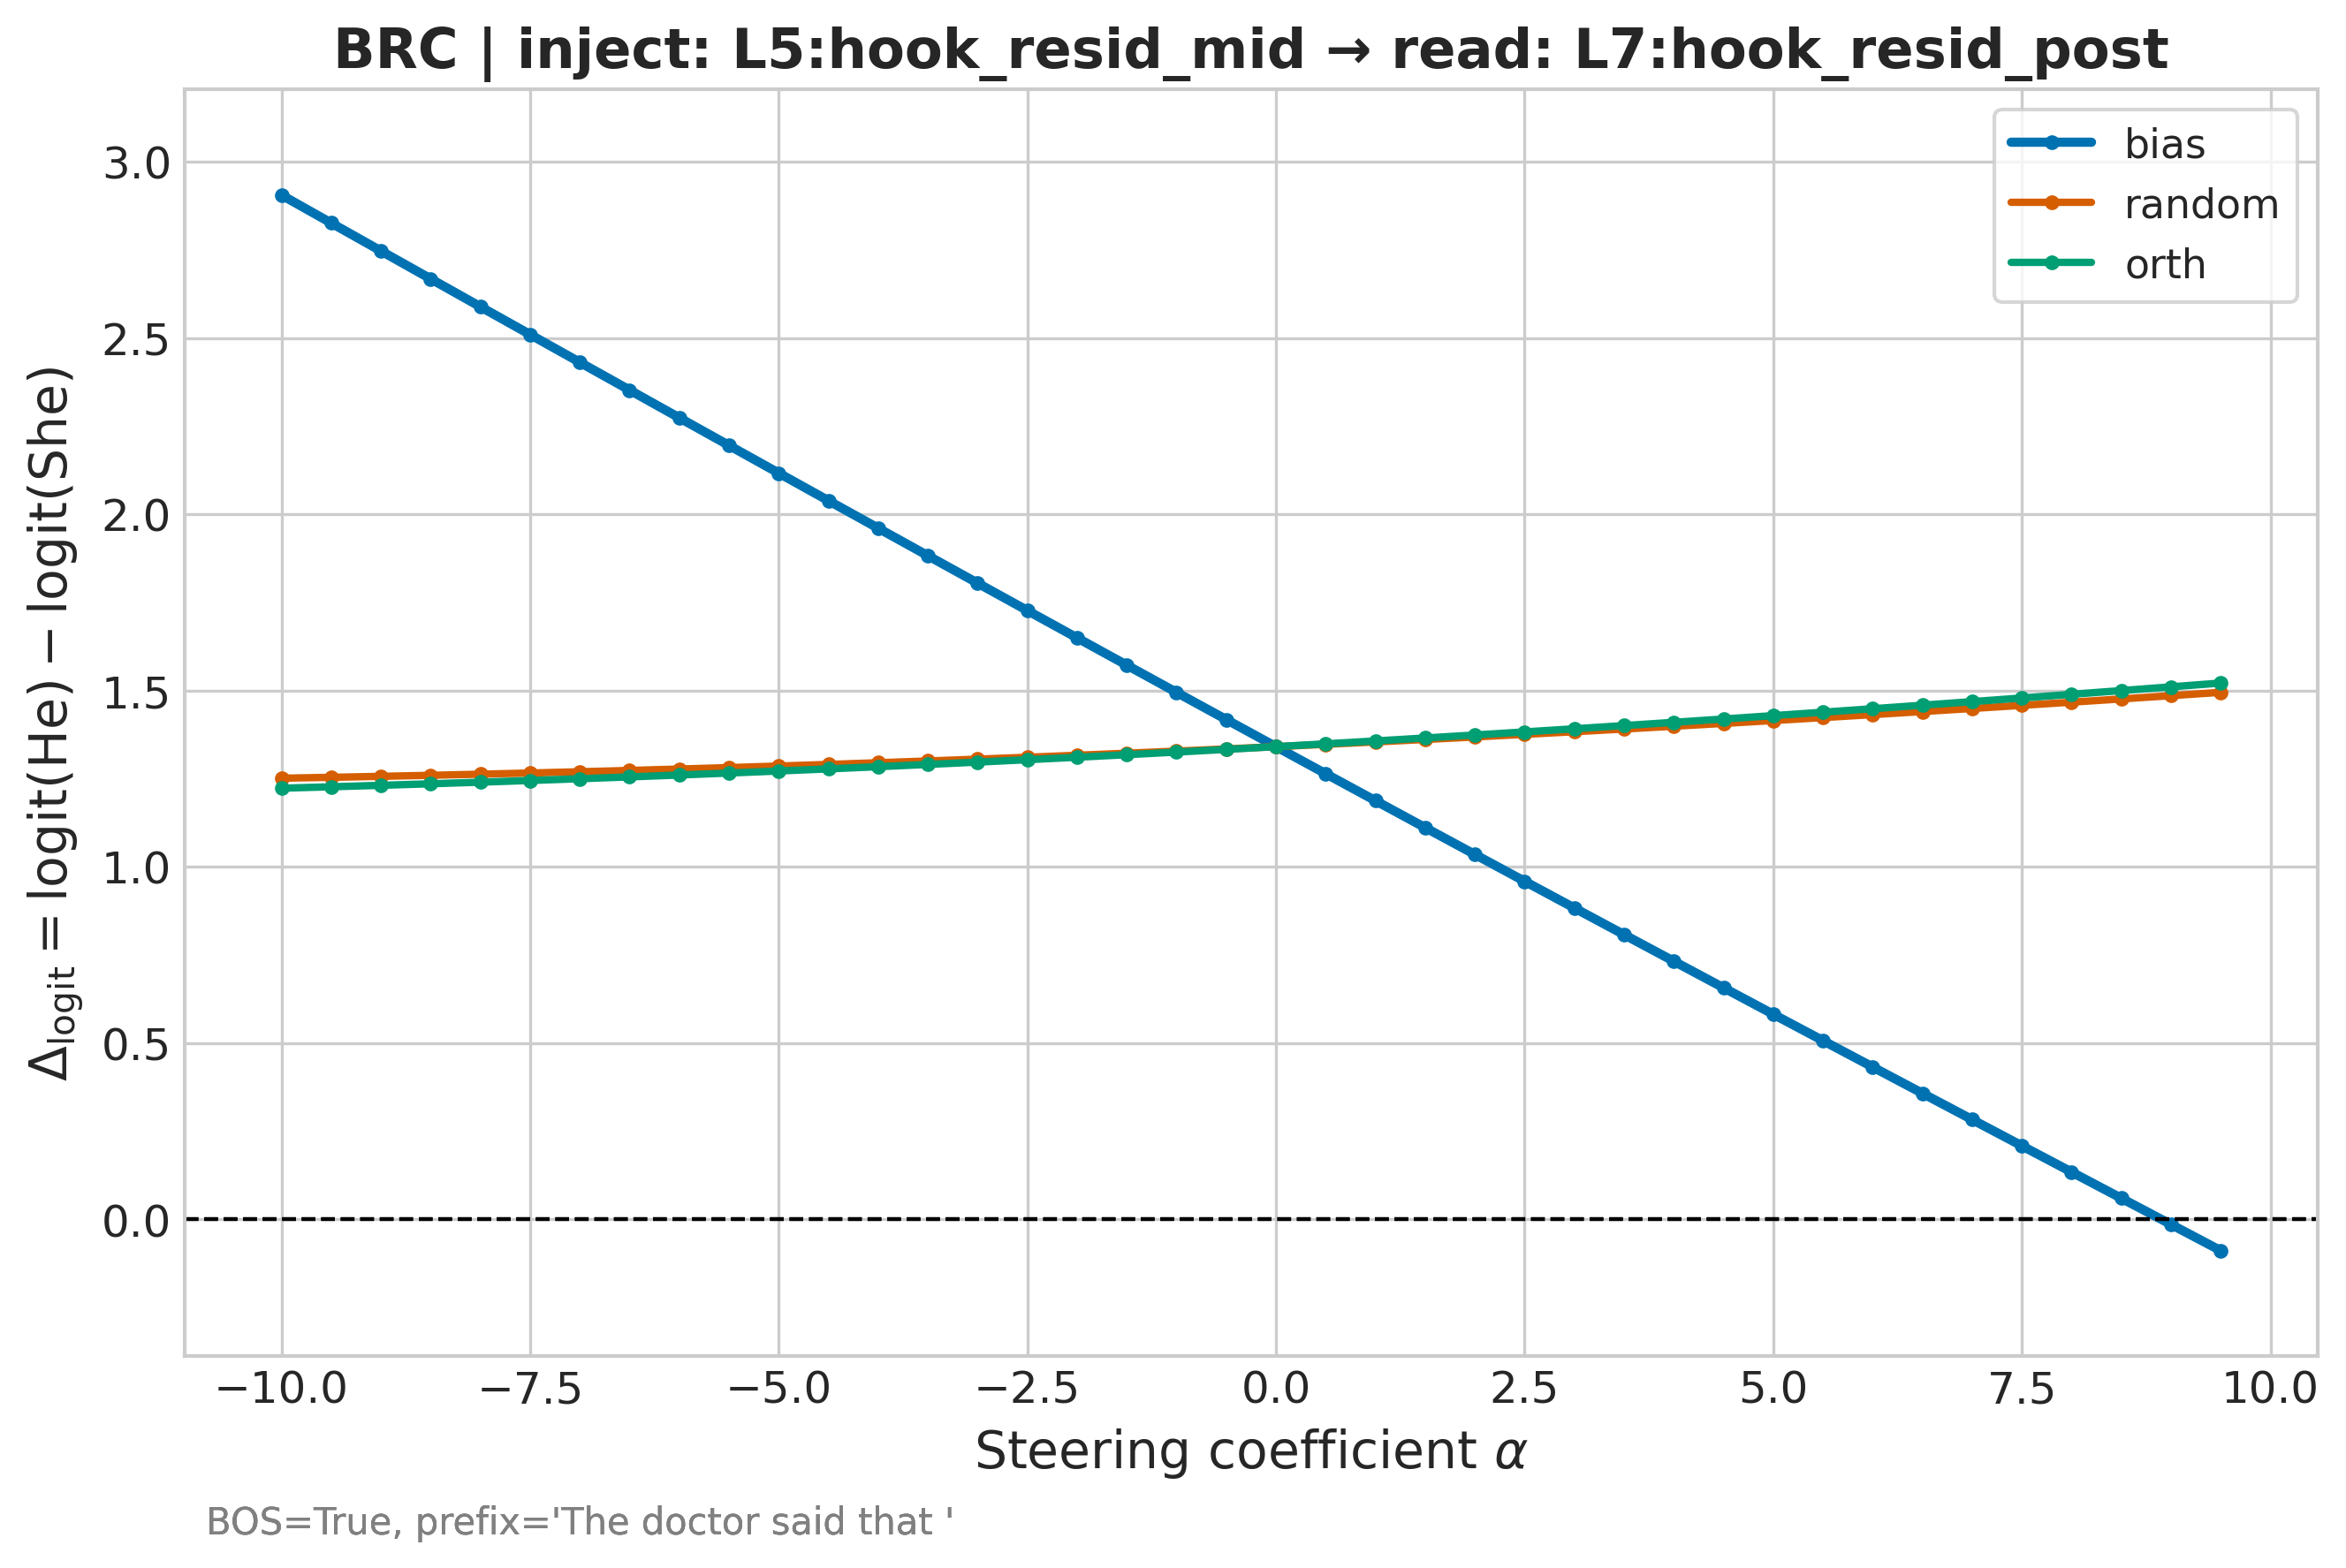 BRC | inject: L5:hook_resid_mid → read: L7:hook_resid_post
bias
random
orth
Δlogit = logit(He) − logit(She)
3.0
2.5
2.0
1.5
1.0
0.5
0.0
−10.0 −7.5 −5.0 −2.5 0.0 2.5 5.0 7.5 10.0
Steering coefficient α
BOS=True, prefix='The doctor said that '